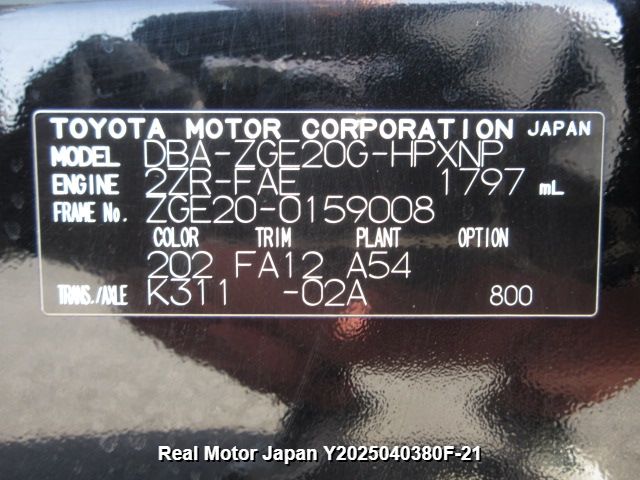 TOYOTA MOTOR CORPORATION JAPAN
MODEL DBA-ZGE20G-HPXNP
ENGINE 2ZR-FAE 1797 mL
FRAME No. ZGE20-0159008
COLOR TRIM PLANT OPTION
202 FA12 A54
TRANS./AXLE K311 -02A 800
Real Motor Japan Y2025040380F-21